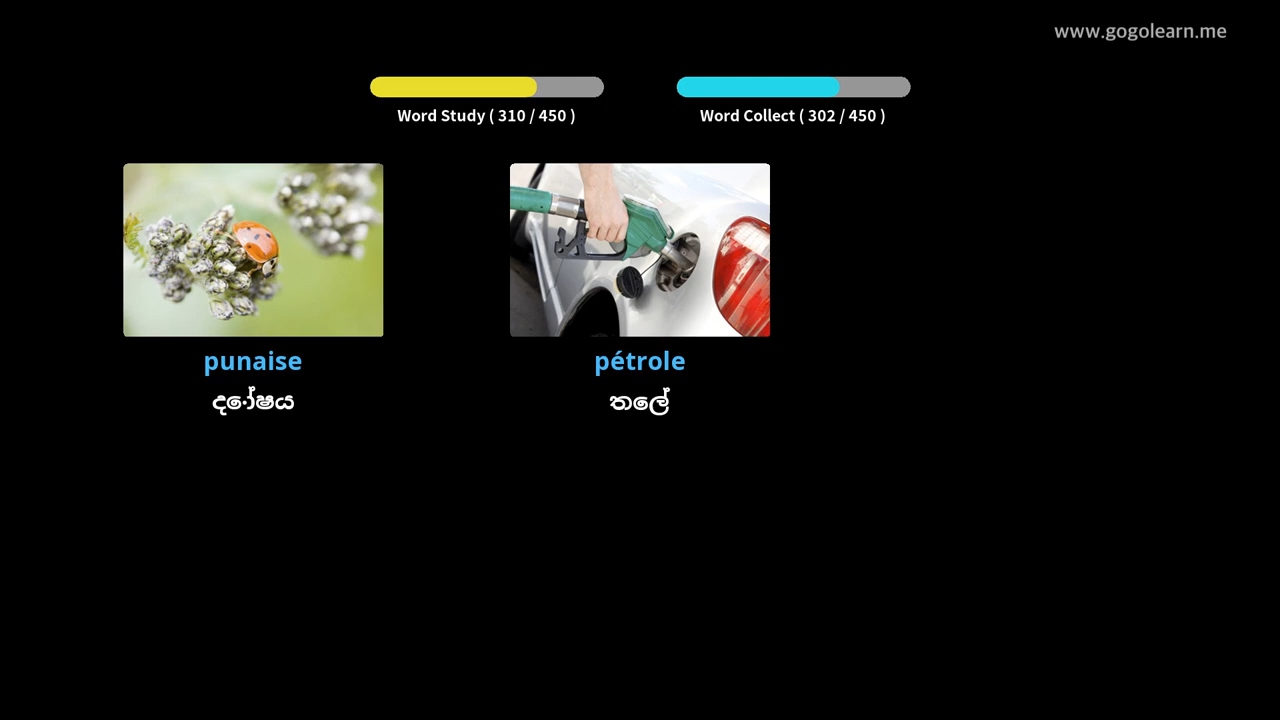 www.gogolearn.me
Word Study ( 310 / 450 )
Word Collect ( 302 / 450 )
punaise
pétrole
දෝෂය
තලේ